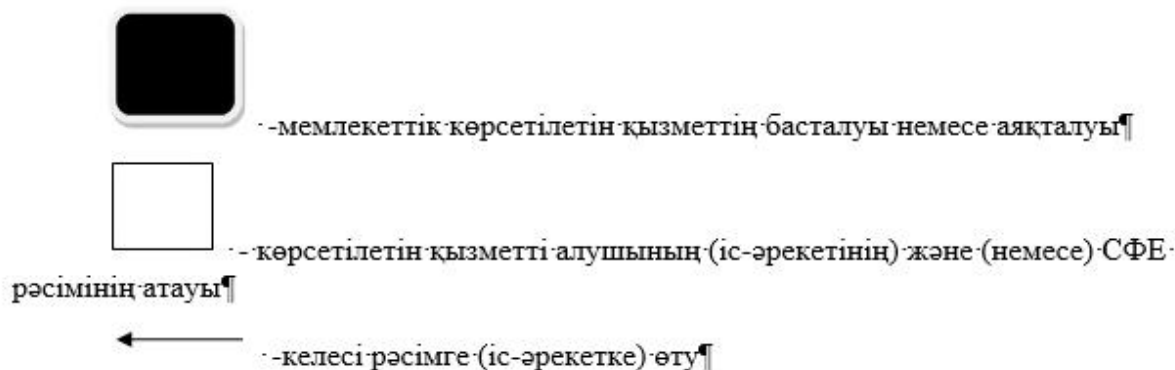 -мемлекеттік көрсетілетін қызметтің басталуы немесе аяқталуы¶
- көрсетілетін қызметті алушының (іс-әрекетінің) және (немесе) СФЕ
рәсімінің атауы¶
-келесі рәсімге (іс-әрекетке) өту¶